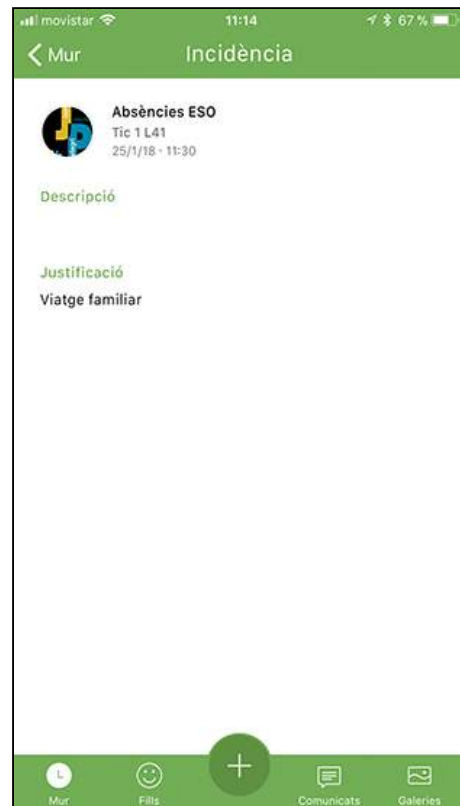 movistar 11:14 67 %
Mur Incidència
Absències ESO
Tic 1 L41
25/1/18 - 11:30
Descripció
Justificació
Viatge familiar
Mur Fills Comunicats Galeries